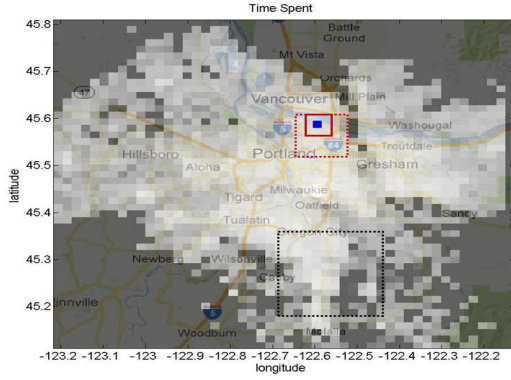 Time Spent
45.8
45.7
45.6
45.5
45.4
45.3
45.2
latitude
Battle
Ground
Mt Vista
Orchards
47
Vancouver
Mill Plain
Washougal
5
84
Portland
Troutdale
Hillsboro
Gresham
Aloha
Milwaukie
Tigard
Oatfield
Tualatin
Sandy
Newberg
Wilsonville
Canby
5
Woodburn
Molalla
-123.2 -123.1 -123 -122.9 -122.8 -122.7 -122.6 -122.5 -122.4 -122.3 -122.2
longitude